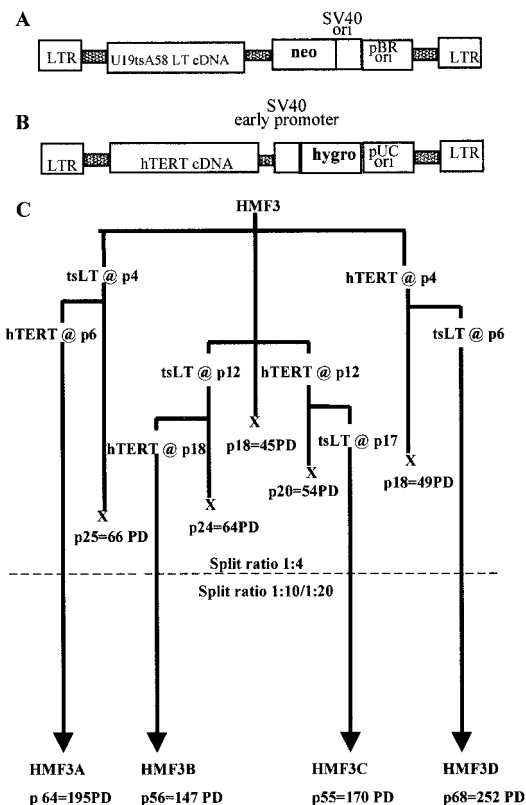 A
SV40
ori
LTR
U19tsA58 LT cDNA
neo
pBR
ori
LTR
SV40
early promoter
B
LTR
hTERT cDNA
hygro
pUC
ori
LTR
C
HMF3
tsLT @ p4
hTERT @ p4
hTERT @ p6
tsLT @ p6
tsLT @ p12
hTERT @ p12
X
hTERT @ p18
p18=45PD
tsLT @ p17
X
X
p20=54PD
p18=49PD
X
X
p24=64PD
p25=66 PD
Split ratio 1:4
Split ratio 1:10/1:20
HMF3A
HMF3B
HMF3C
HMF3D
p 64=195PD
p56=147 PD
p55=170 PD
p68=252 PD